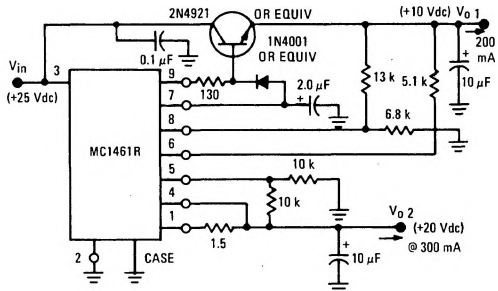 2N4921
OR EQUIV
(+10 Vdc)
Vo 1
200
mA
0.1 μF
1N4001
OR EQUIV
Vin
(+25 Vdc)
3
9
130
2.0 μF
+
13 k
5.1 k
+
10 μF
7
8
6.8 k
MC1461R
6
5
10 k
4
10 k
1
1.5
Vo 2
(+20 Vdc)
@ 300 mA
+
10 μF
2
CASE